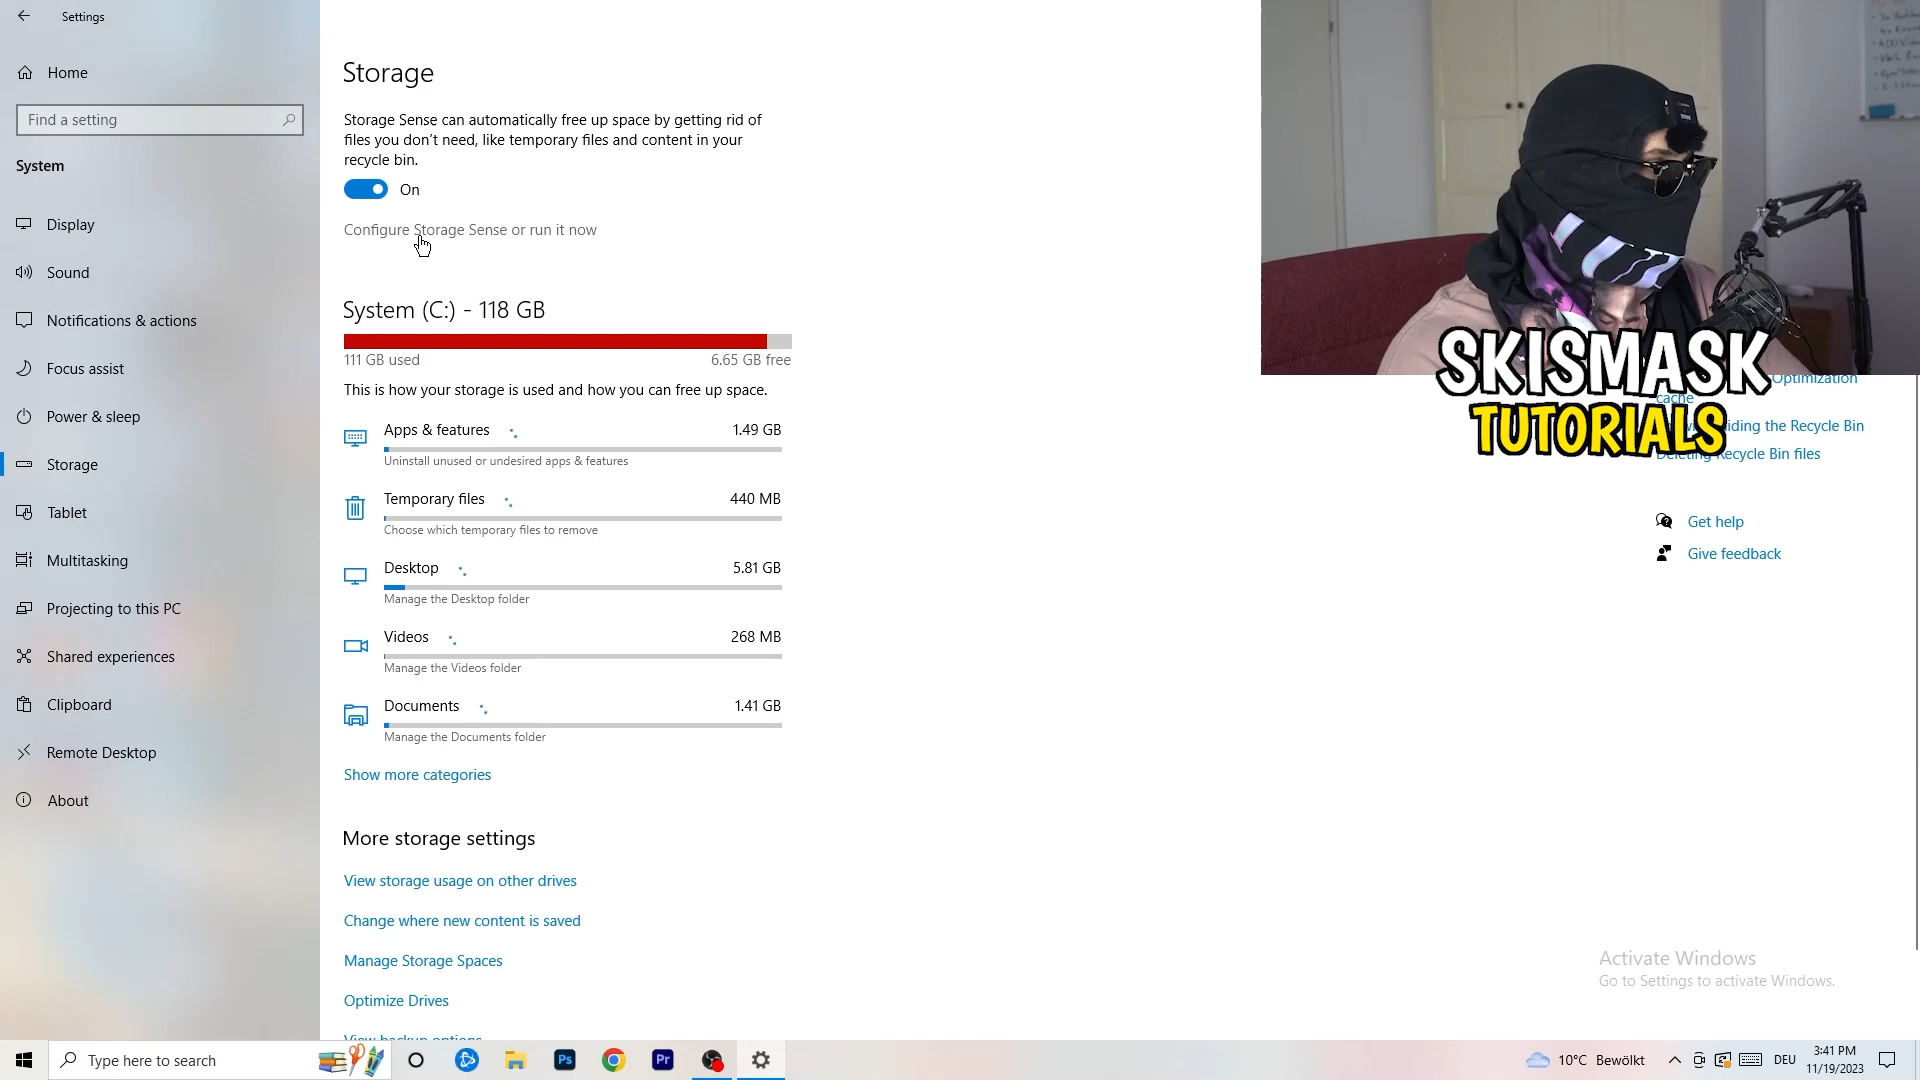 Settings
Home
Find a setting
System
Display
Sound
Notifications & actions
Focus assist
Power & sleep
Storage
Tablet
Multitasking
Projecting to this PC
Shared experiences
Clipboard
Remote Desktop
About
Storage
Storage Sense can automatically free up space by getting rid of
files you don't need, like temporary files and content in your
recycle bin.
On
Configure Storage Sense or run it now
System (C:) - 118 GB
111 GB used 6.65 GB free
This is how your storage is used and how you can free up space.
Apps & features 1.49 GB
Uninstall unused or undesired apps & features
Temporary files 440 MB
Choose which temporary files to remove
Desktop 5.81 GB
Manage the Desktop folder
Videos 268 MB
Manage the Videos folder
Documents 1.41 GB
Manage the Documents folder
Show more categories
More storage settings
View storage usage on other drives
Change where new content is saved
Manage Storage Spaces
Optimize Drives
View backup options
SKISMASK
TUTORIALS
Optimization
cache
the Recycle Bin
Recycle Bin files
Get help
Give feedback
Activate Windows
Go to Settings to activate Windows.
Type here to search
Ps
Pr
10°C Bewölkt
DEU
3:41 PM
11/19/2023